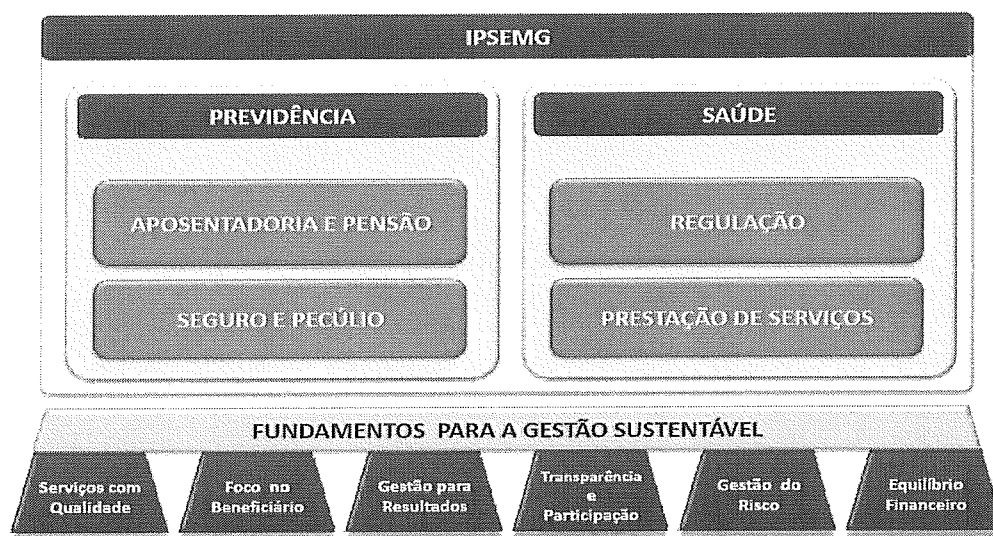 IPSEMG
PREVIDÊNCIA
APOSENTADORIA E PENSÃO
SEGURO E PECÚLIO
SAÚDE
REGULAÇÃO
PRESTAÇÃO DE SERVIÇOS
FUNDAMENTOS PARA A GESTÃO SUSTENTÁVEL
Serviços com
Qualidade
Foco no
Beneficiário
Gestão para
Resultados
Transparência
e
Participação
Gestão do
Risco
Equilíbrio
Financeiro